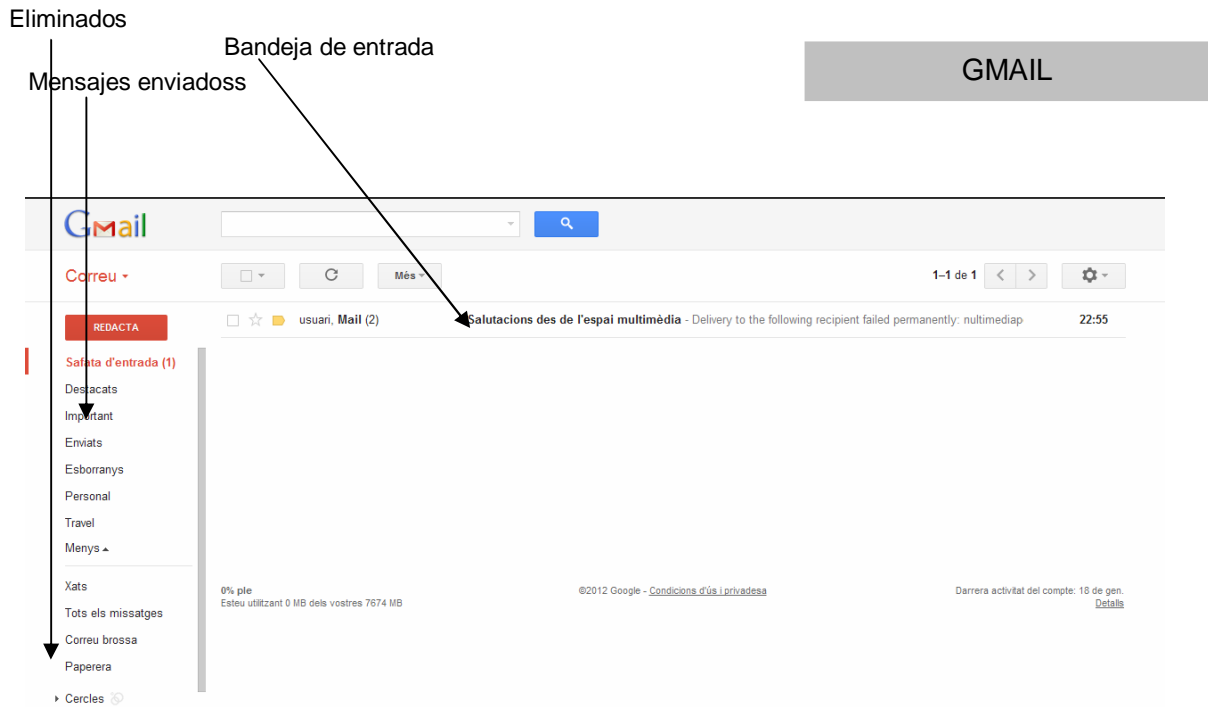 Eliminados
Bandeja de entrada
GMAIL
Mensajes enviadoss
Gmail
Correu
Més
1–1 de 1
REDACTA
usuari, Mail (2)
Salutacions des de l'espai multimèdia - Delivery to the following recipient failed permanently: nultimediap
22:55
Safata d'entrada (1)
Destacats
Important
Enviats
Esborranys
Personal
Travel
Menys
Xats
Tots els missatges
Correu brossa
Paperera
Cercles
0% ple
Esteu utilitzant 0 MB dels vostres 7674 MB
©2012 Google - Condicions d'ús i privadesa
Darrera activitat del compte: 18 de gen.
Detalls